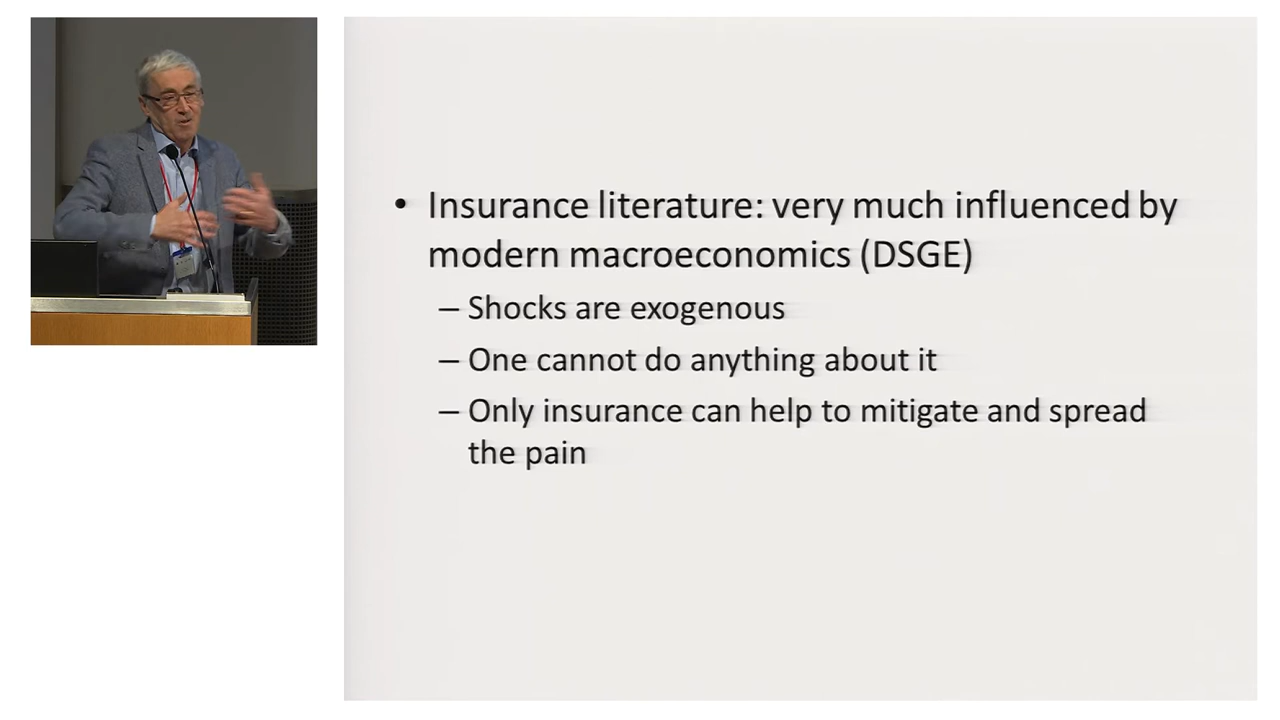 • Insurance literature: very much influenced by
modern macroeconomics (DSGE)
– Shocks are exogenous
– One cannot do anything about it
– Only insurance can help to mitigate and spread
the pain